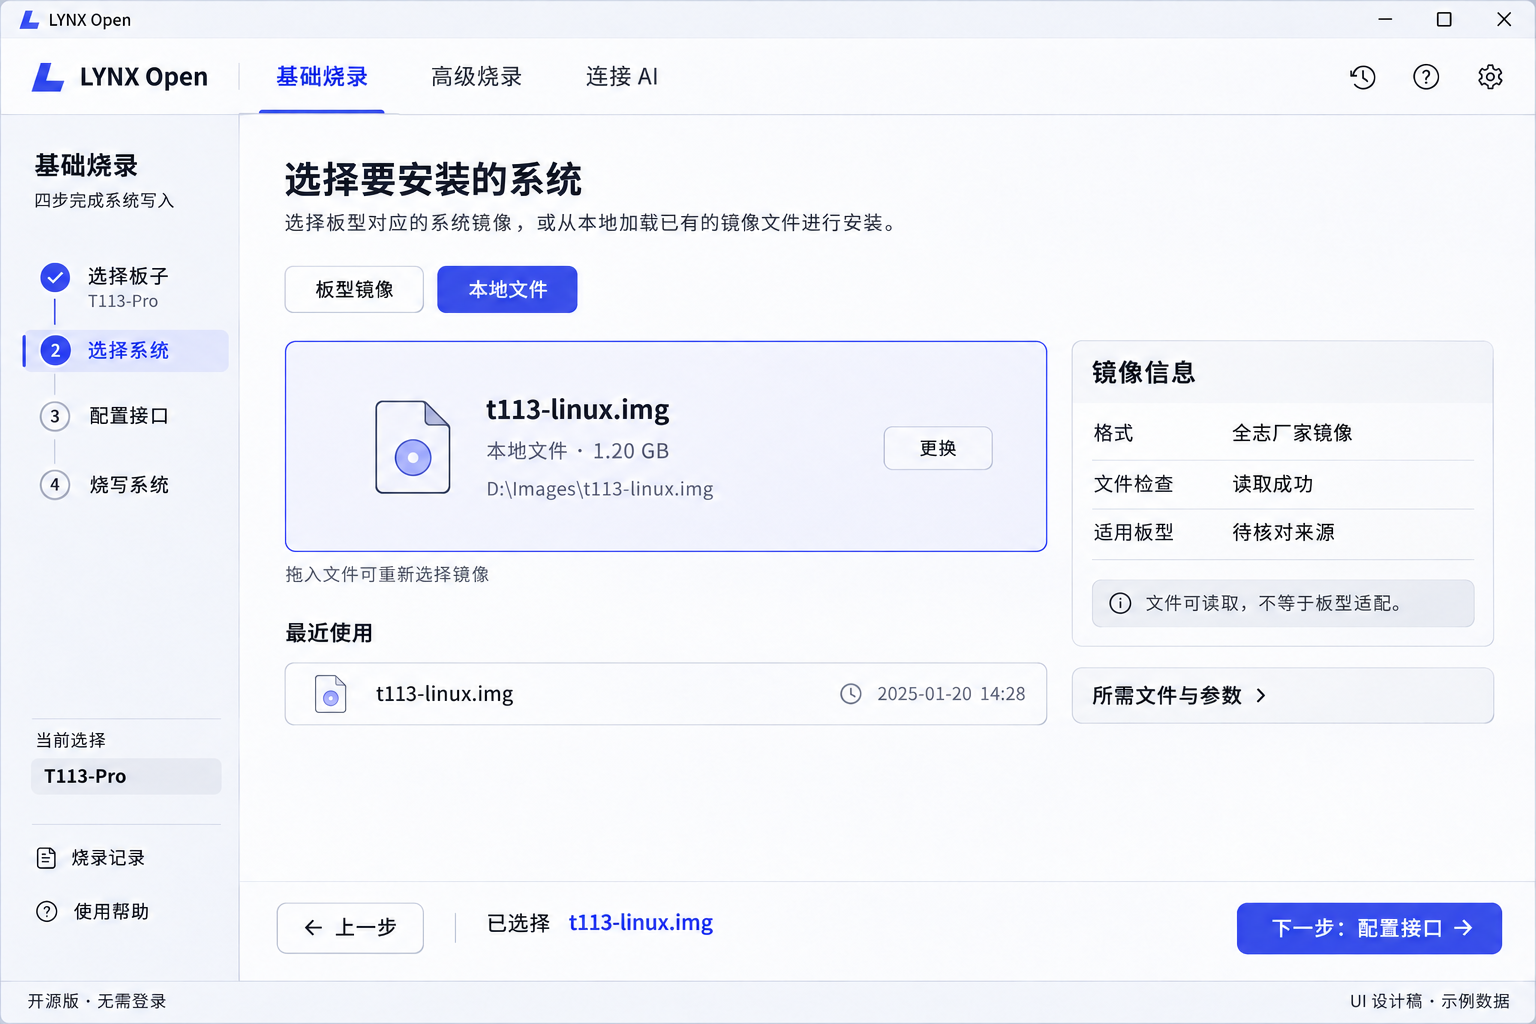 LYNX Open
LYNX Open
基础烧录
高级烧录
连接 AI
基础烧录
四步完成系统写入
选择板子
T113-Pro
2 选择系统
3 配置接口
4 烧写系统
当前选择
T113-Pro
烧录记录
使用帮助
选择要安装的系统
选择板型对应的系统镜像，或从本地加载已有的镜像文件进行安装。
板型镜像
本地文件
t113-linux.img
本地文件 · 1.20 GB
D:\Images\t113-linux.img
更换
拖入文件可重新选择镜像
最近使用
t113-linux.img
2025-01-20 14:28
镜像信息
格式 全志厂家镜像
文件检查 读取成功
适用板型 待核对来源
文件可读取，不等于板型适配。
所需文件与参数 >
← 上一步
已选择 t113-linux.img
下一步：配置接口 →
开源版 · 无需登录
UI 设计稿 · 示例数据